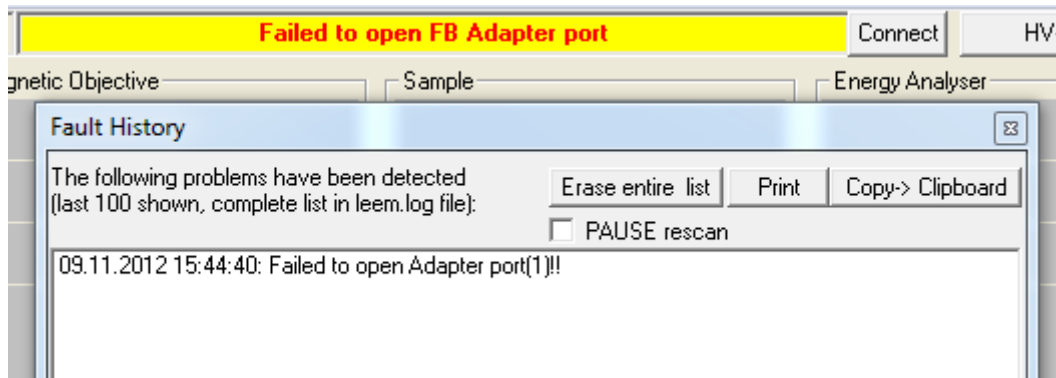 Failed to open FB Adapter port
Connect
HV
gnetic Objective
Sample
Energy Analyser
Fault History
The following problems have been detected
(last 100 shown, complete list in leem.log file):
Erase entire list
Print
Copy-> Clipboard
PAUSE rescan
09.11.2012 15:44:40: Failed to open Adapter port(1)!!